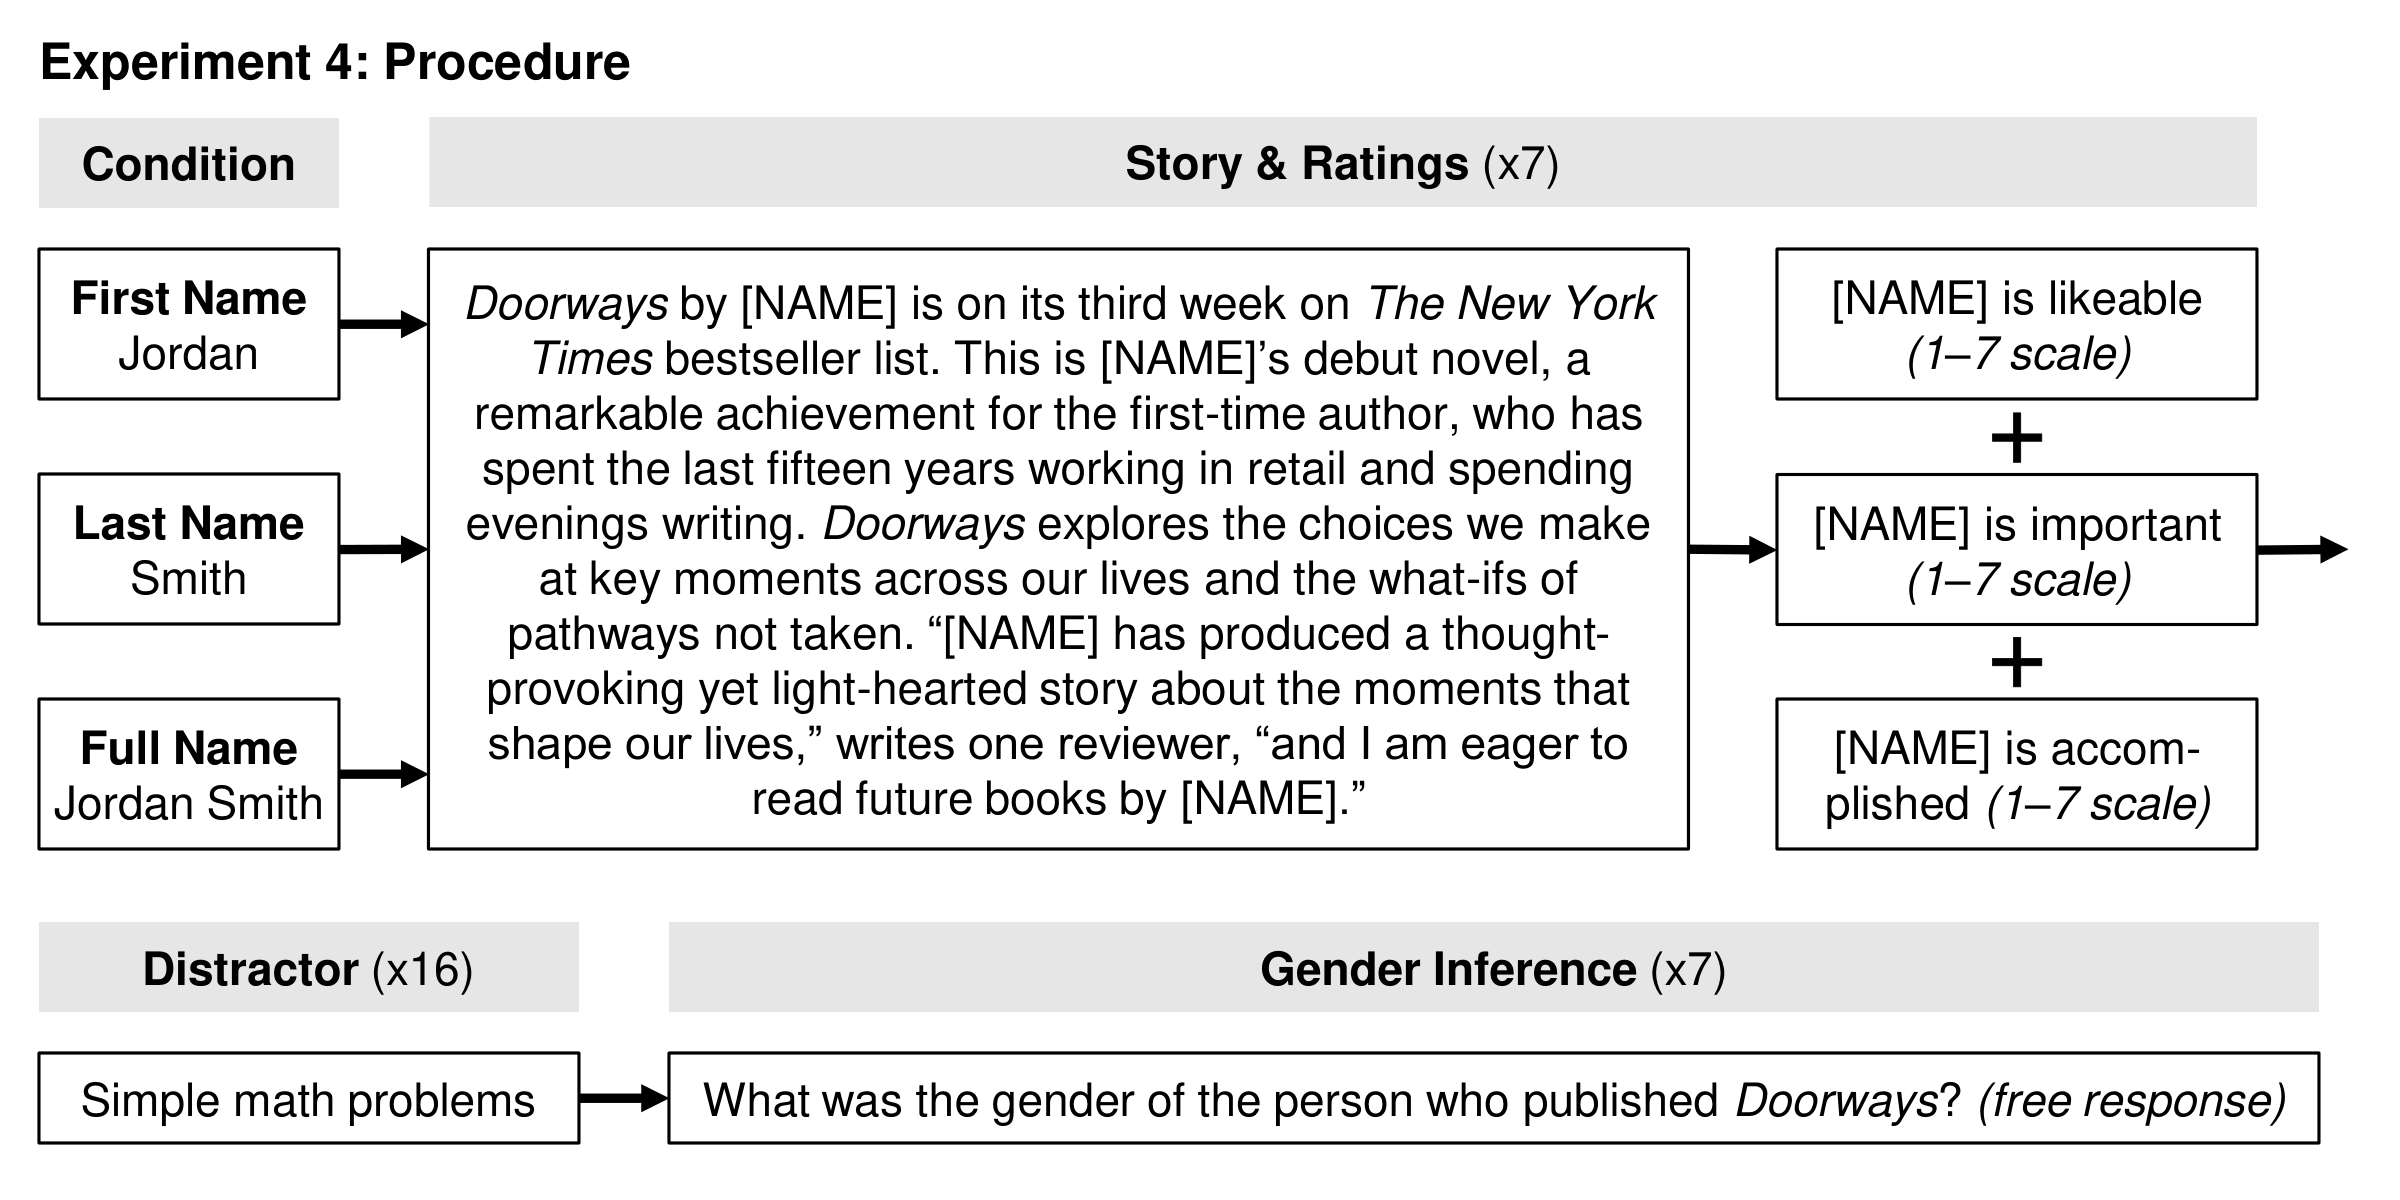 Experiment 4: Procedure
Condition
Story & Ratings (x7)
First Name
Jordan
Last Name
Smith
Full Name
Jordan Smith
Doorways by [NAME] is on its third week on The New York
Times bestseller list. This is [NAME]’s debut novel, a
remarkable achievement for the first-time author, who has
spent the last fifteen years working in retail and spending
evenings writing. Doorways explores the choices we make
at key moments across our lives and the what-ifs of
pathways not taken. “[NAME] has produced a thought-
provoking yet light-hearted story about the moments that
shape our lives,” writes one reviewer, “and I am eager to
read future books by [NAME].”
[NAME] is likeable
(1–7 scale)
+
[NAME] is important
(1–7 scale)
+
[NAME] is accom-
plished (1–7 scale)
Distractor (x16)
Gender Inference (x7)
Simple math problems
What was the gender of the person who published Doorways? (free response)